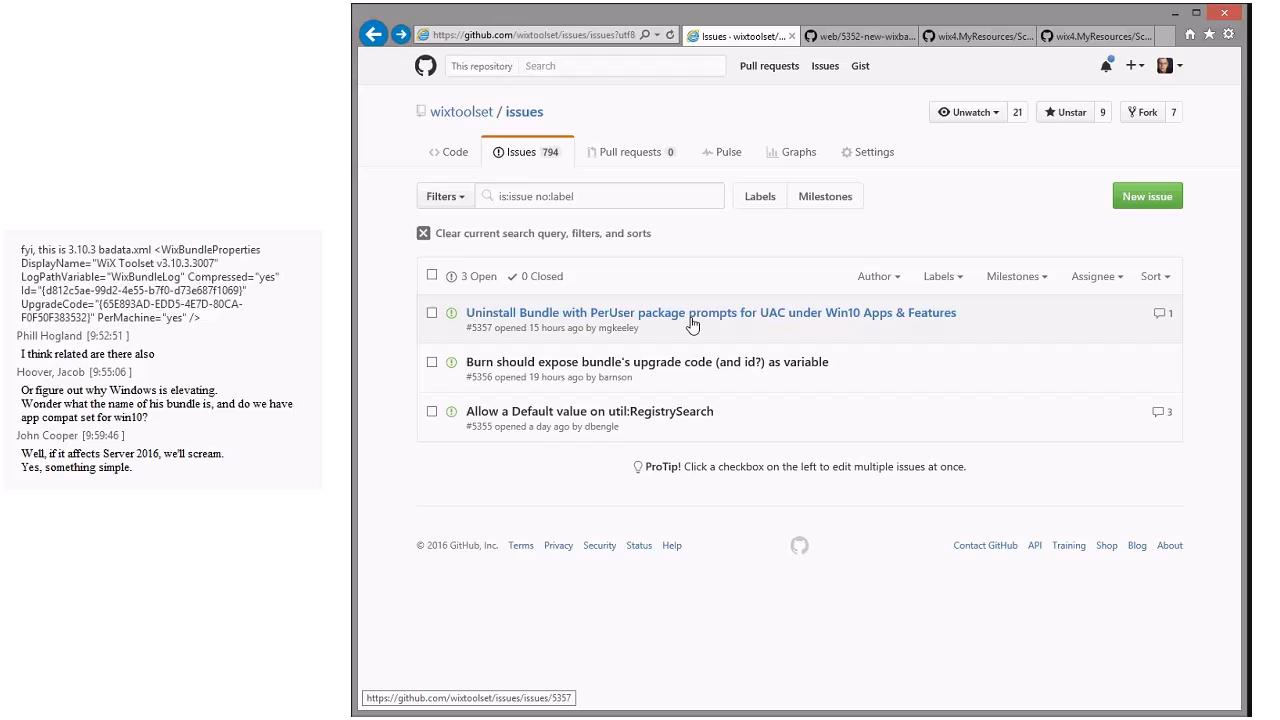 fyi, this is 3.10.3 badata.xml <WixBundleProperties
DisplayName="WiX Toolset v3.10.3.3007"
LogPathVariable="WixBundleLog" Compressed="yes"
Id="{d812c5ae-99d2-4e55-b7f0-d73e687f1069}"
UpgradeCode="{65E893AD-EDD5-4E7D-80CA-
F0F50F383532}" PerMachine="yes" />
Phill Hogland [9:52:51 ]
I think related are there also
Hoover, Jacob [9:55:06 ]
Or figure out why Windows is elevating.
Wonder what the name of his bundle is, and do we have
app compat set for win10?
John Cooper [9:59:46 ]
Well, if it affects Server 2016, we'll scream.
Yes, something simple.
https://github.com/wixtoolset/issues/issues?utf8
Issues - wixtoolset/...
web/5352-new-wixba...
wix4.MyResources/Sc...
wix4.MyResources/Sc...
This repository
Search
Pull requests
Issues
Gist
wixtoolset / issues
Unwatch 21
Unstar 9
Fork 7
Code
Issues 794
Pull requests 0
Pulse
Graphs
Settings
Filters
is:issue no:label
Labels
Milestones
New issue
Clear current search query, filters, and sorts
3 Open
0 Closed
Author
Labels
Milestones
Assignee
Sort
Uninstall Bundle with PerUser package prompts for UAC under Win10 Apps & Features
1
#5357 opened 15 hours ago by mgkeeley
Burn should expose bundle's upgrade code (and id?) as variable
#5356 opened 19 hours ago by barnson
Allow a Default value on util:RegistrySearch
3
#5355 opened a day ago by dbengle
ProTip! Click a checkbox on the left to edit multiple issues at once.
© 2016 GitHub, Inc.
Terms
Privacy
Security
Status
Help
Contact GitHub
API
Training
Shop
Blog
About
https://github.com/wixtoolset/issues/issues/5357